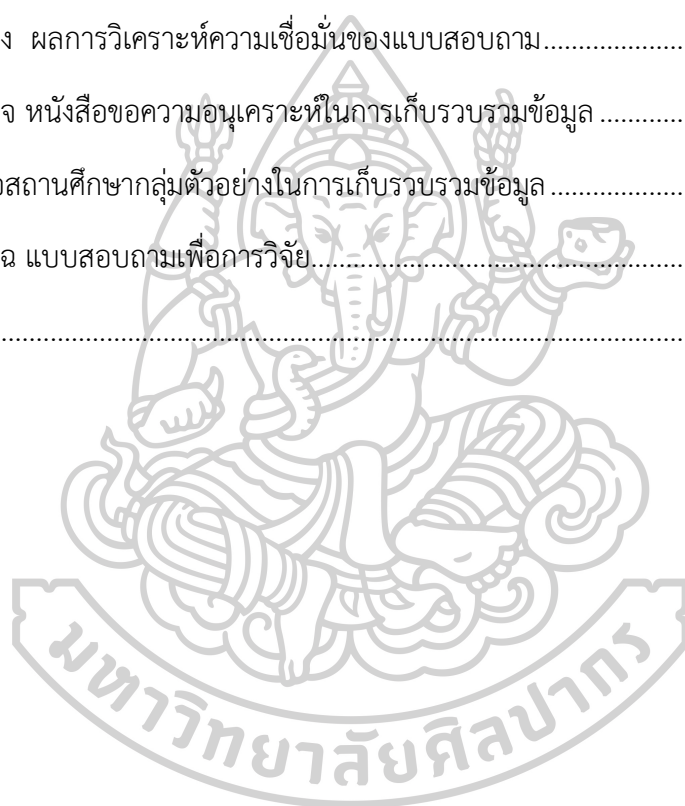 ง ผลการวิเคราะห์ความเชื่อมั่นของแบบสอบถาม....................
จ หนังสือขอความอนุเคราะห์ในการเก็บรวบรวมข้อมูล ............
สถานศึกษากลุ่มตัวอย่างในการเก็บรวบรวมข้อมูล ...................
ฉ แบบสอบถามเพื่อการวิจัย.....................................................
....................................................................................................
มหาวิทยาลัยศิลปากร